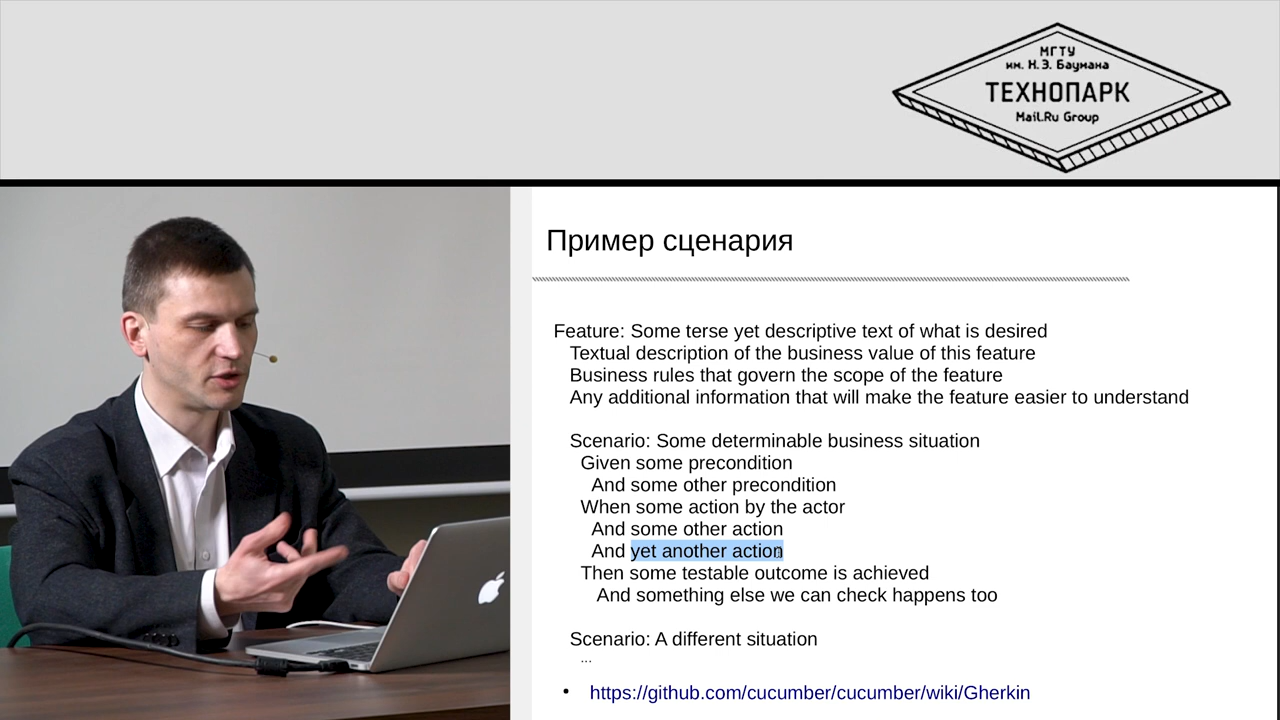 МГТУ
им. Н.Э. Баумана
ТЕХНОПАРК
Mail.Ru Group
Пример сценария
Feature: Some terse yet descriptive text of what is desired
Textual description of the business value of this feature
Business rules that govern the scope of the feature
Any additional information that will make the feature easier to understand
Scenario: Some determinable business situation
Given some precondition
And some other precondition
When some action by the actor
And some other action
And yet another action
Then some testable outcome is achieved
And something else we can check happens too
Scenario: A different situation
...
• https://github.com/cucumber/cucumber/wiki/Gherkin